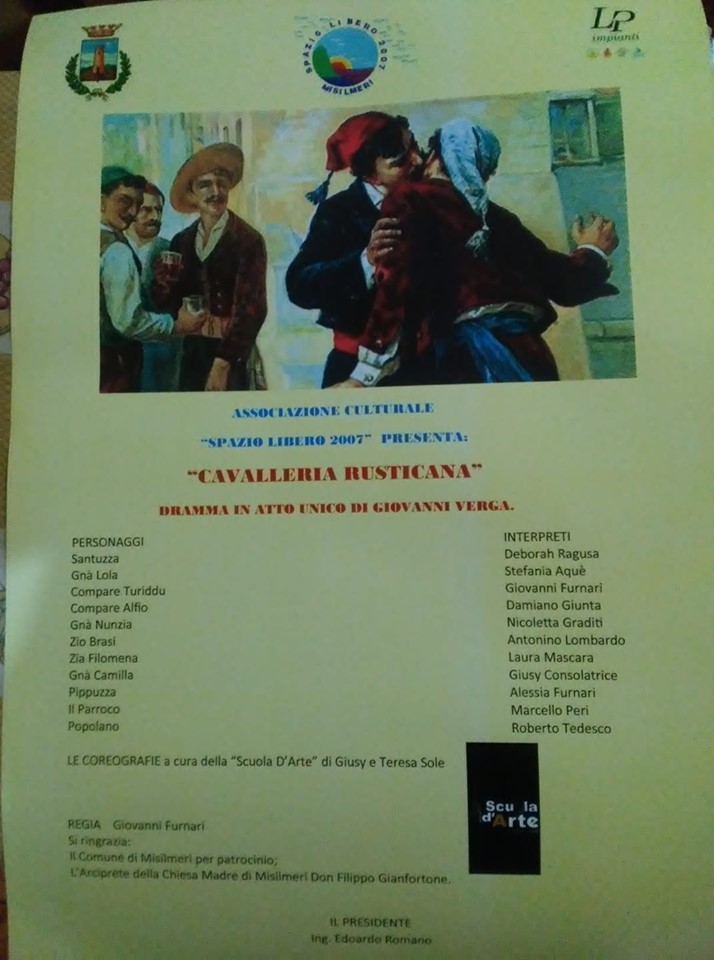 SPAZIO LIBERO 2007
MISILMERI
LP
impianti
ASSOCIAZIONE CULTURALE
“SPAZIO LIBERO 2007” PRESENTA:
“CAVALLERIA RUSTICANA”
DRAMMA IN ATTO UNICO DI GIOVANNI VERGA.
PERSONAGGI
Santuzza
Gnà Lola
Compare Turiddu
Compare Alfio
Gnà Nunzia
Zio Brasi
Zia Filomena
Gnà Camilla
Pippuzza
Il Parroco
Popolano
INTERPRETI
Deborah Ragusa
Stefania Aquè
Giovanni Furnari
Damiano Giunta
Nicoletta Graditi
Antonino Lombardo
Laura Mascara
Giusy Consolatrice
Alessia Furnari
Marcello Peri
Roberto Tedesco
LE COREOGRAFIE a cura della “Scuola D’Arte” di Giusy e Teresa Sole
Scu la
d’Arte
REGIA Giovanni Furnari
Si ringrazia:
Il Comune di Misilmeri per patrocinio;
L’Arciprete della Chiesa Madre di Misilmeri Don Filippo Gianfortone.
IL PRESIDENTE
Ing. Edoardo Romano